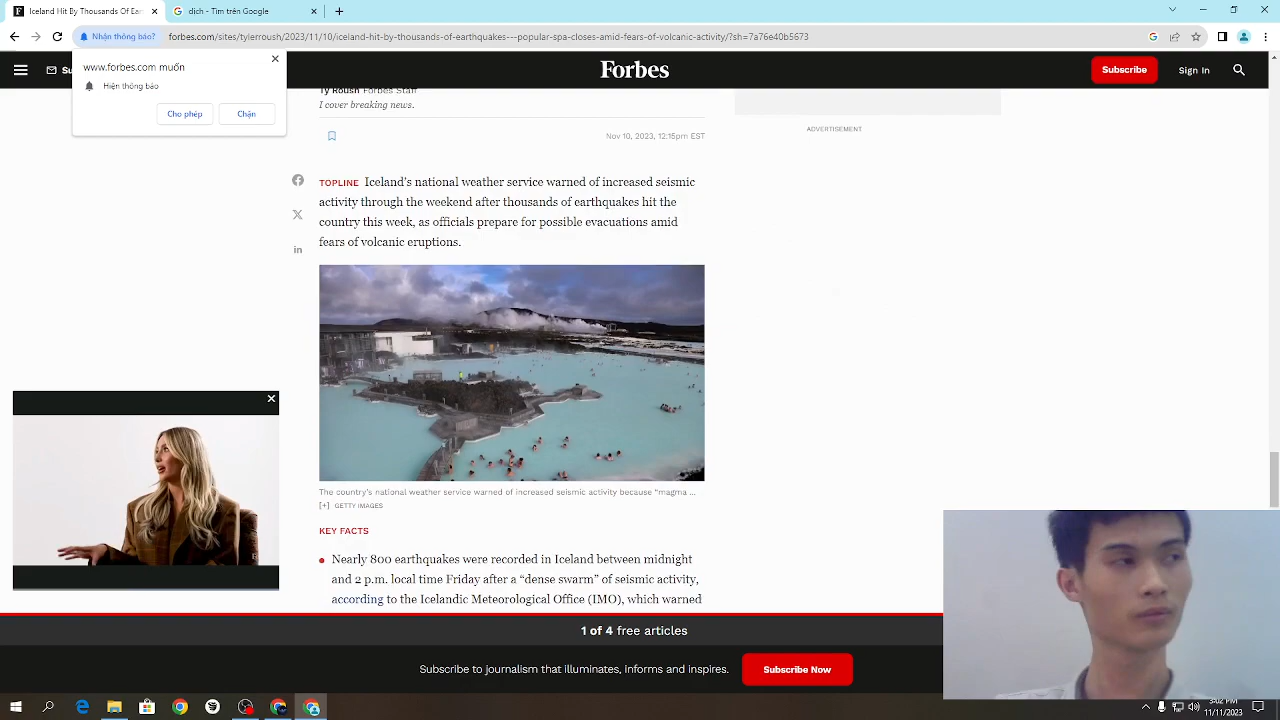 Iceland Hit By Thousands Of Ear
dịch - Tìm trên Google
Nhận thông báo?
forbes.com/sites/tylerroush/2023/11/10/iceland-hit-by-thousands-of-earthquakes---popular-spa-closes-amid-fears-of-volcanic-activity/?sh=7a76e40b5673
www.forbes.com muốn
Hiện thông báo
Cho phép
Chặn
Su
Forbes
Subscribe
Sign In
Ty Roush Forbes Staff
I cover breaking news.
Nov 10, 2023, 12:15pm EST
ADVERTISEMENT
TOPLINE Iceland's national weather service warned of increased seismic
activity through the weekend after thousands of earthquakes hit the
country this week, as officials prepare for possible evacuations amid
fears of volcanic eruptions.
The country's national weather service warned of increased seismic activity because "magma ...
[+] GETTY IMAGES
KEY FACTS
Nearly 800 earthquakes were recorded in Iceland between midnight
and 2 p.m. local time Friday after a “dense swarm” of seismic activity,
according to the Icelandic Meteorological Office (IMO), which warned
1 of 4 free articles
Subscribe to journalism that illuminates, informs and inspires.
Subscribe Now
11/11/2023